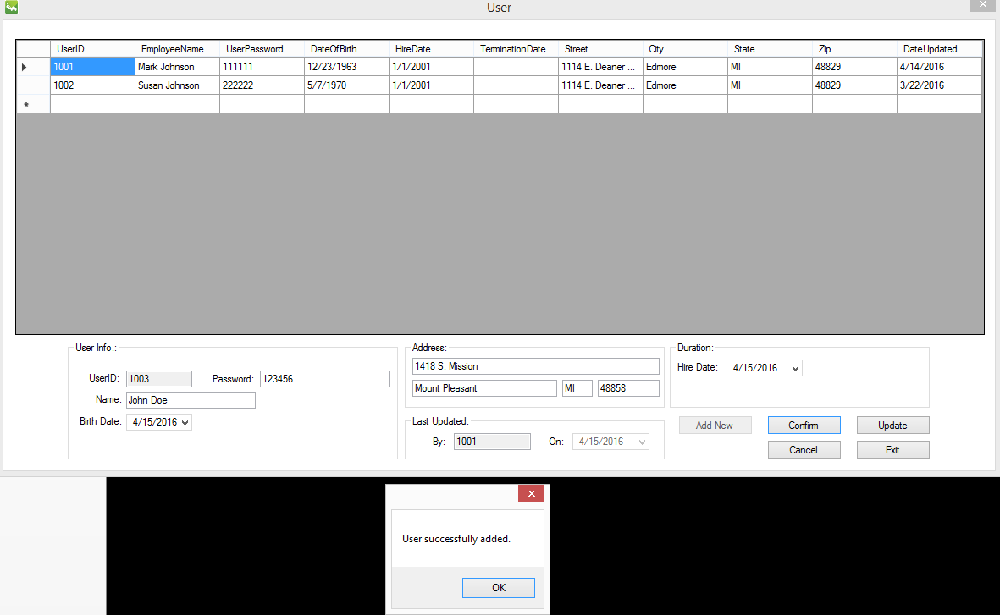 User
UserID EmployeeName UserPassword DateOfBirth HireDate TerminationDate Street City State Zip DateUpdated
1001 Mark Johnson 111111 12/23/1963 1/1/2001 1114 E. Deaner ... Edmore MI 48829 4/14/2016
1002 Susan Johnson 222222 5/7/1970 1/1/2001 1114 E. Deaner ... Edmore MI 48829 3/22/2016
*
User Info.:
UserID: 1003 Password: 123456
Name: John Doe
Birth Date: 4/15/2016
Address:
1418 S. Mission
Mount Pleasant MI 48858
Last Updated:
By: 1001 On: 4/15/2016
Duration:
Hire Date: 4/15/2016
Add New Confirm Update
Cancel Exit
User successfully added.
OK